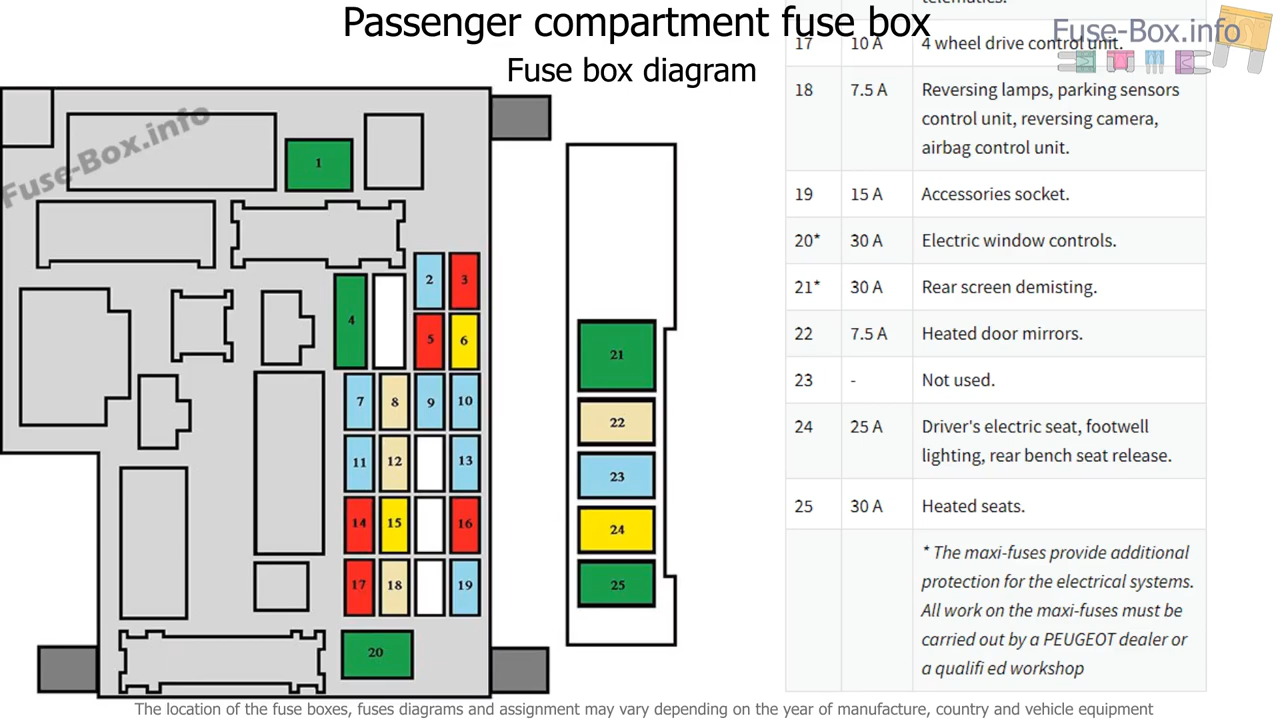 Passenger compartment fuse box
Fuse box diagram
Fuse-Box.info
Fuse-Box.info
1
2
3
4
5
6
7
8
9
10
11
12
13
14
15
16
17
18
19
20
21
22
23
24
25
telematics.
17 10 A 4 wheel drive control unit.
18 7.5 A Reversing lamps, parking sensors
control unit, reversing camera,
airbag control unit.
19 15 A Accessories socket.
20* 30 A Electric window controls.
21* 30 A Rear screen demisting.
22 7.5 A Heated door mirrors.
23 - Not used.
24 25 A Driver's electric seat, footwell
lighting, rear bench seat release.
25 30 A Heated seats.
* The maxi-fuses provide additional
protection for the electrical systems.
All work on the maxi-fuses must be
carried out by a PEUGEOT dealer or
a qualifi ed workshop
The location of the fuse boxes, fuses diagrams and assignment may vary depending on the year of manufacture, country and vehicle equipment